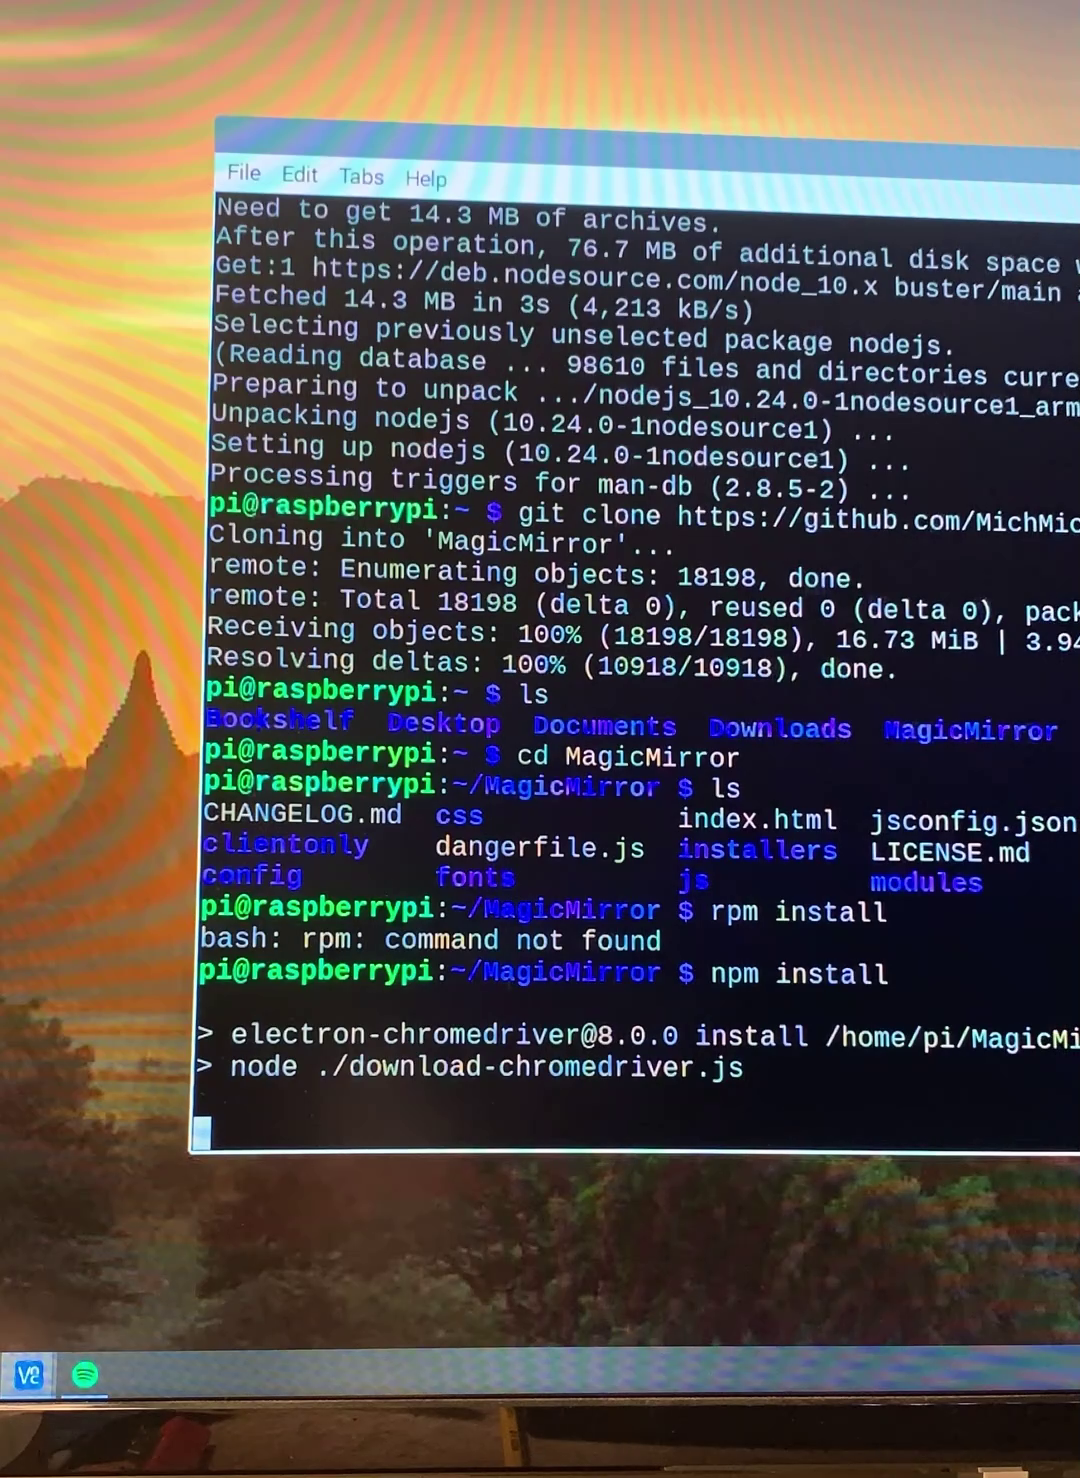 File Edit Tabs Help
Need to get 14.3 MB of archives.
After this operation, 76.7 MB of additional disk space
Get:1 https://deb.nodesource.com/node_10.x buster/main
Fetched 14.3 MB in 3s (4,213 kB/s)
Selecting previously unselected package nodejs.
(Reading database ... 98610 files and directories curre
Preparing to unpack .../nodejs_10.24.0-1nodesource1_arm
Unpacking nodejs (10.24.0-1nodesource1) ...
Setting up nodejs (10.24.0-1nodesource1) ...
Processing triggers for man-db (2.8.5-2) ...
pi@raspberrypi:~ $ git clone https://github.com/MichMic
Cloning into 'MagicMirror'...
remote: Enumerating objects: 18198, done.
remote: Total 18198 (delta 0), reused 0 (delta 0), pack
Receiving objects: 100% (18198/18198), 16.73 MiB | 3.94
Resolving deltas: 100% (10918/10918), done.
pi@raspberrypi:~ $ ls
Bookshelf Desktop Documents Downloads MagicMirror
pi@raspberrypi:~ $ cd MagicMirror
pi@raspberrypi:~/MagicMirror $ ls
CHANGELOG.md css index.html jsconfig.json
clientonly dangerfile.js installers LICENSE.md
config fonts js modules
pi@raspberrypi:~/MagicMirror $ rpm install
bash: rpm: command not found
pi@raspberrypi:~/MagicMirror $ npm install
> electron-chromedriver@8.0.0 install /home/pi/MagicMi
> node ./download-chromedriver.js